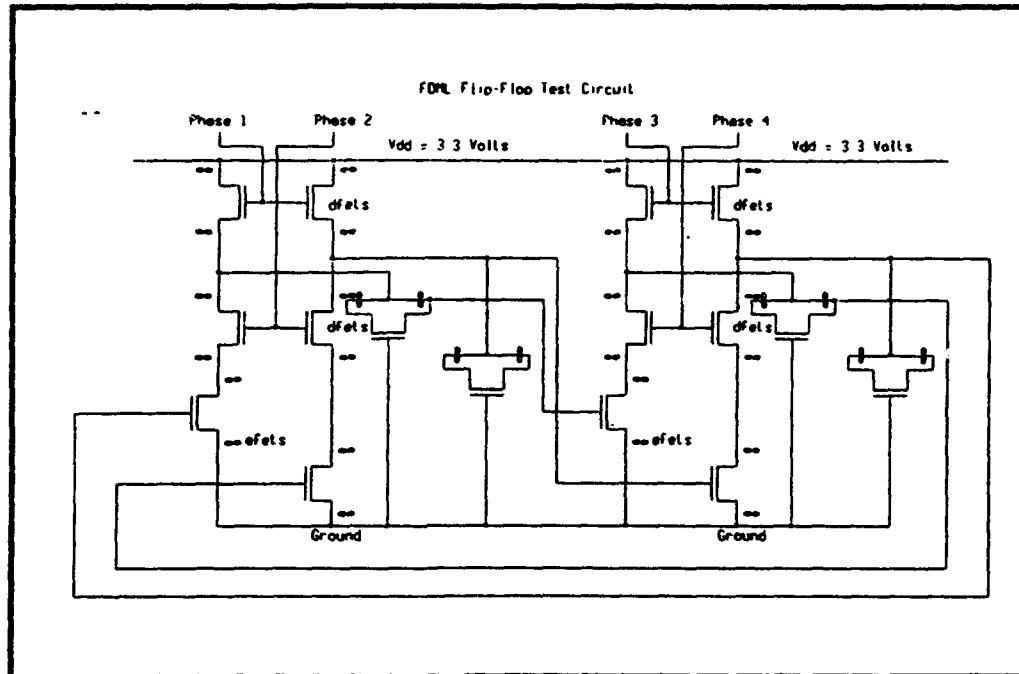 FDML Flip-Flop Test Circuit
Phase 1 Phase 2 Phase 3 Phase 4
Vdd = 3.3 Volts Vdd = 3.3 Volts
dfets dfets
dfets dfets
efets efets
Ground Ground